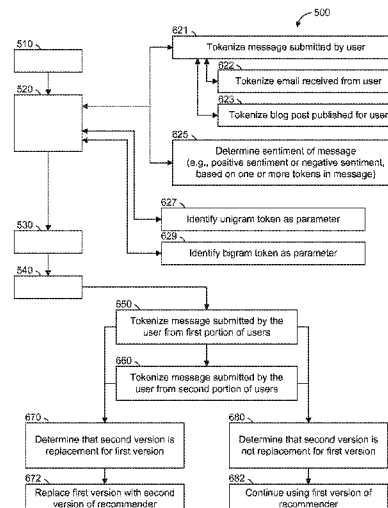 500
621
Tokenize message submitted by user
510
622
Tokenize email received from user
520
623
Tokenize blog post published for user
625
Determine sentiment of message
(e.g., positive sentiment or negative sentiment,
based on one or more tokens in message)
627
Identify unigram token as parameter
530
629
Identify bigram token as parameter
540
650
Tokenize message submitted by the
user from first portion of users
660
Tokenize message submitted by the
user from second portion of users
670
Determine that second version is
replacement for first version
680
Determine that second version is
not replacement for first version
672
Replace first version with second
version of recommender
682
Continue using first version of
recommender